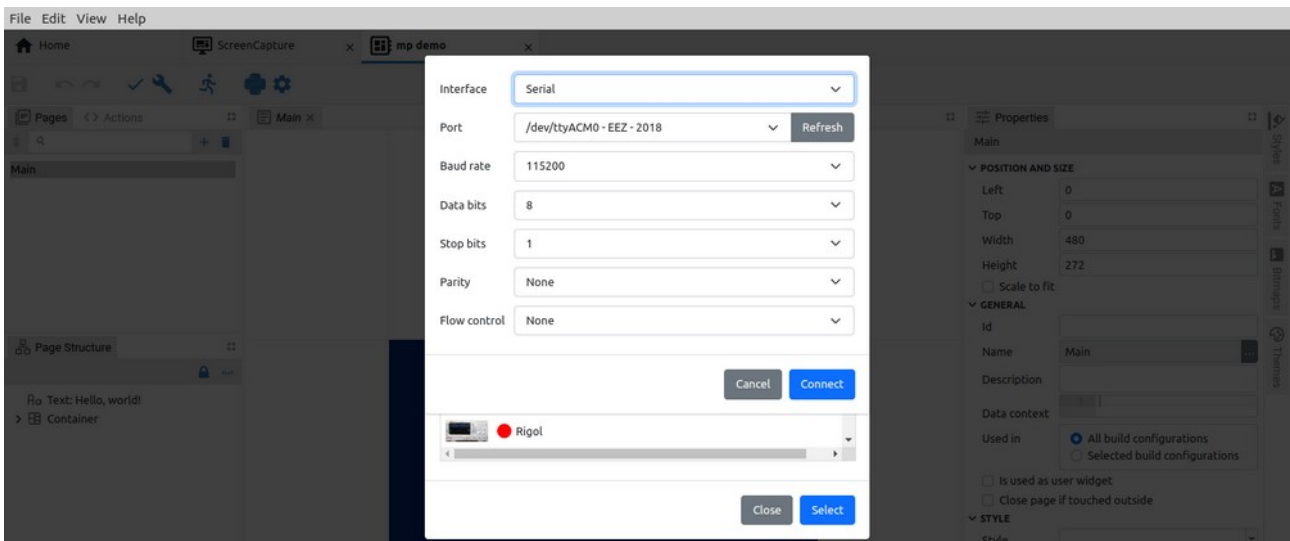 File Edit View Help
Home
ScreenCapture
mp demo
Pages
Actions
Main
Main
Page Structure
Text: Hello, world!
Container
Interface
Serial
Port
/dev/ttyACM0 - EEZ - 2018
Refresh
Baud rate
115200
Data bits
8
Stop bits
1
Parity
None
Flow control
None
Cancel
Connect
Rigol
Close
Select
Properties
Main
POSITION AND SIZE
Left
0
Top
0
Width
480
Height
272
Scale to fit
GENERAL
Id
Name
Main
Description
Data context
1
Used in
All build configurations
Selected build configurations
Is used as user widget
Close page if touched outside
STYLE
Style
Styles
Fonts
Bitmaps
Themes